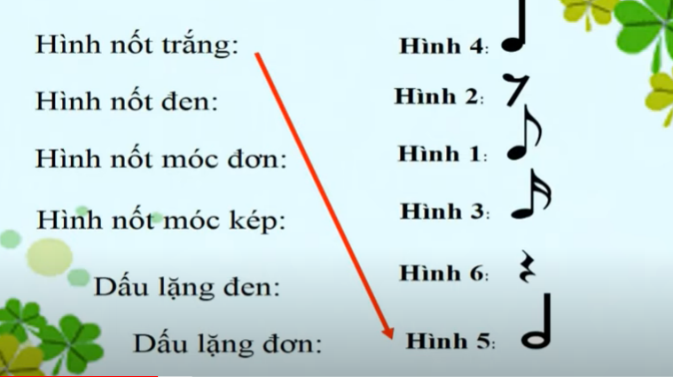 Hình nốt trắng:
Hình 4:
Hình nốt đen:
Hình 2:
Hình nốt móc đơn:
Hình 1:
Hình nốt móc kép:
Hình 3:
Dấu lặng đen:
Hình 6:
Dấu lặng đơn:
Hình 5: